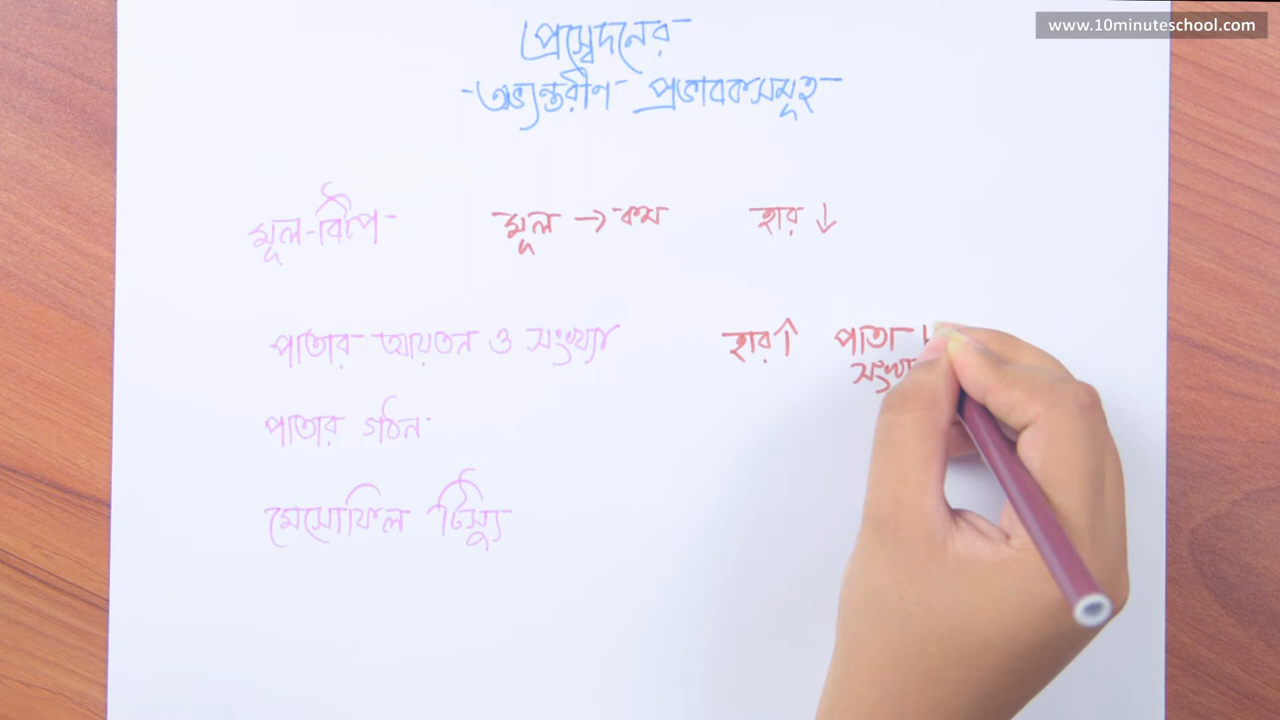 www.10minuteschool.com
প্রস্বেদনের
অভ্যন্তরীণ প্রভাবকসমূহ
মূল-বিটপ মূল → কম হার ↓
পাতার আয়তন ও সংখ্যা হার ↑ পাতা
সংখ্যা
পাতার গঠন
মেসোফিল টিস্যু